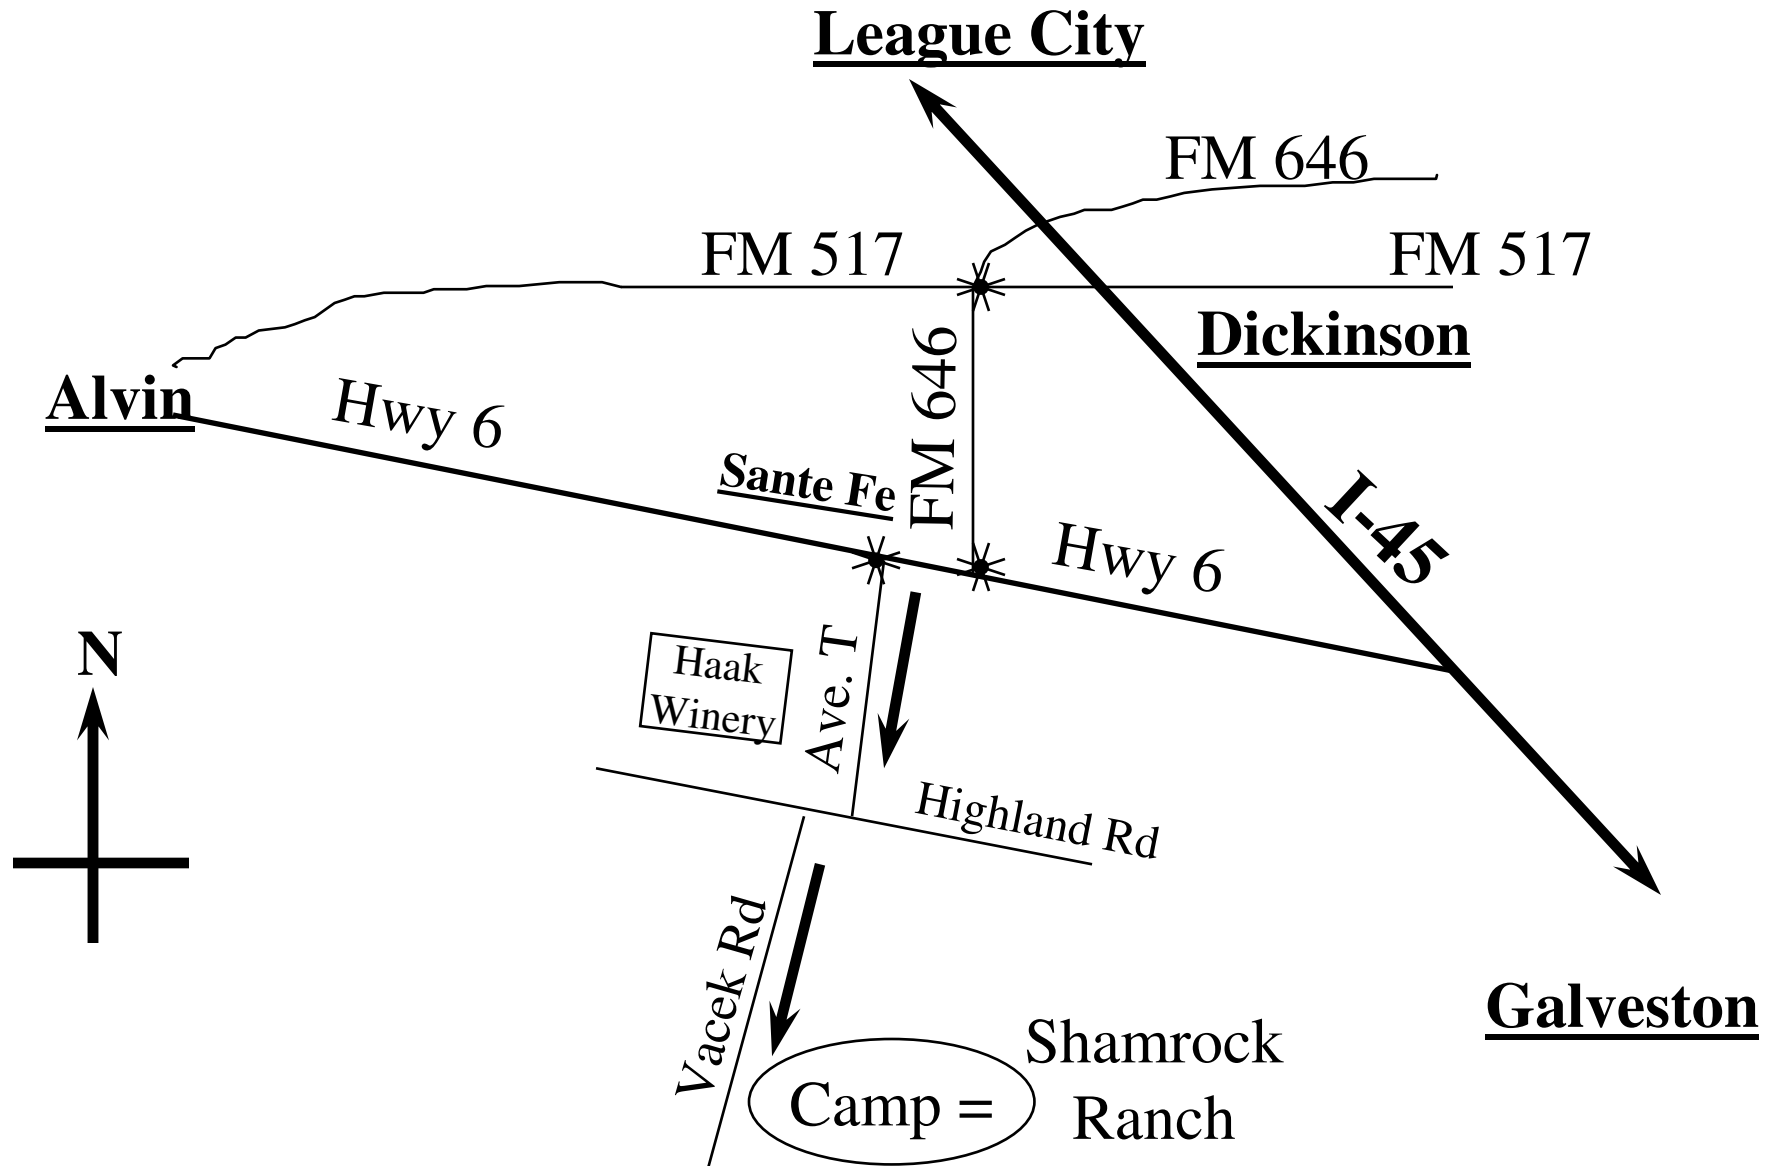 League City
FM 646
FM 517
FM 517
Dickinson
FM 646
Alvin
Hwy 6
Sante Fe
I-45
Hwy 6
N
Haak
Winery
Ave. T
Highland Rd
Vacek Rd
Galveston
Shamrock
Camp =
Ranch